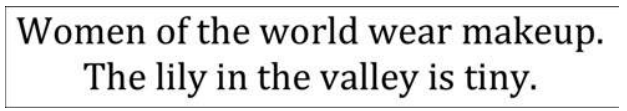 Women of the world wear makeup.
The lily in the valley is tiny.